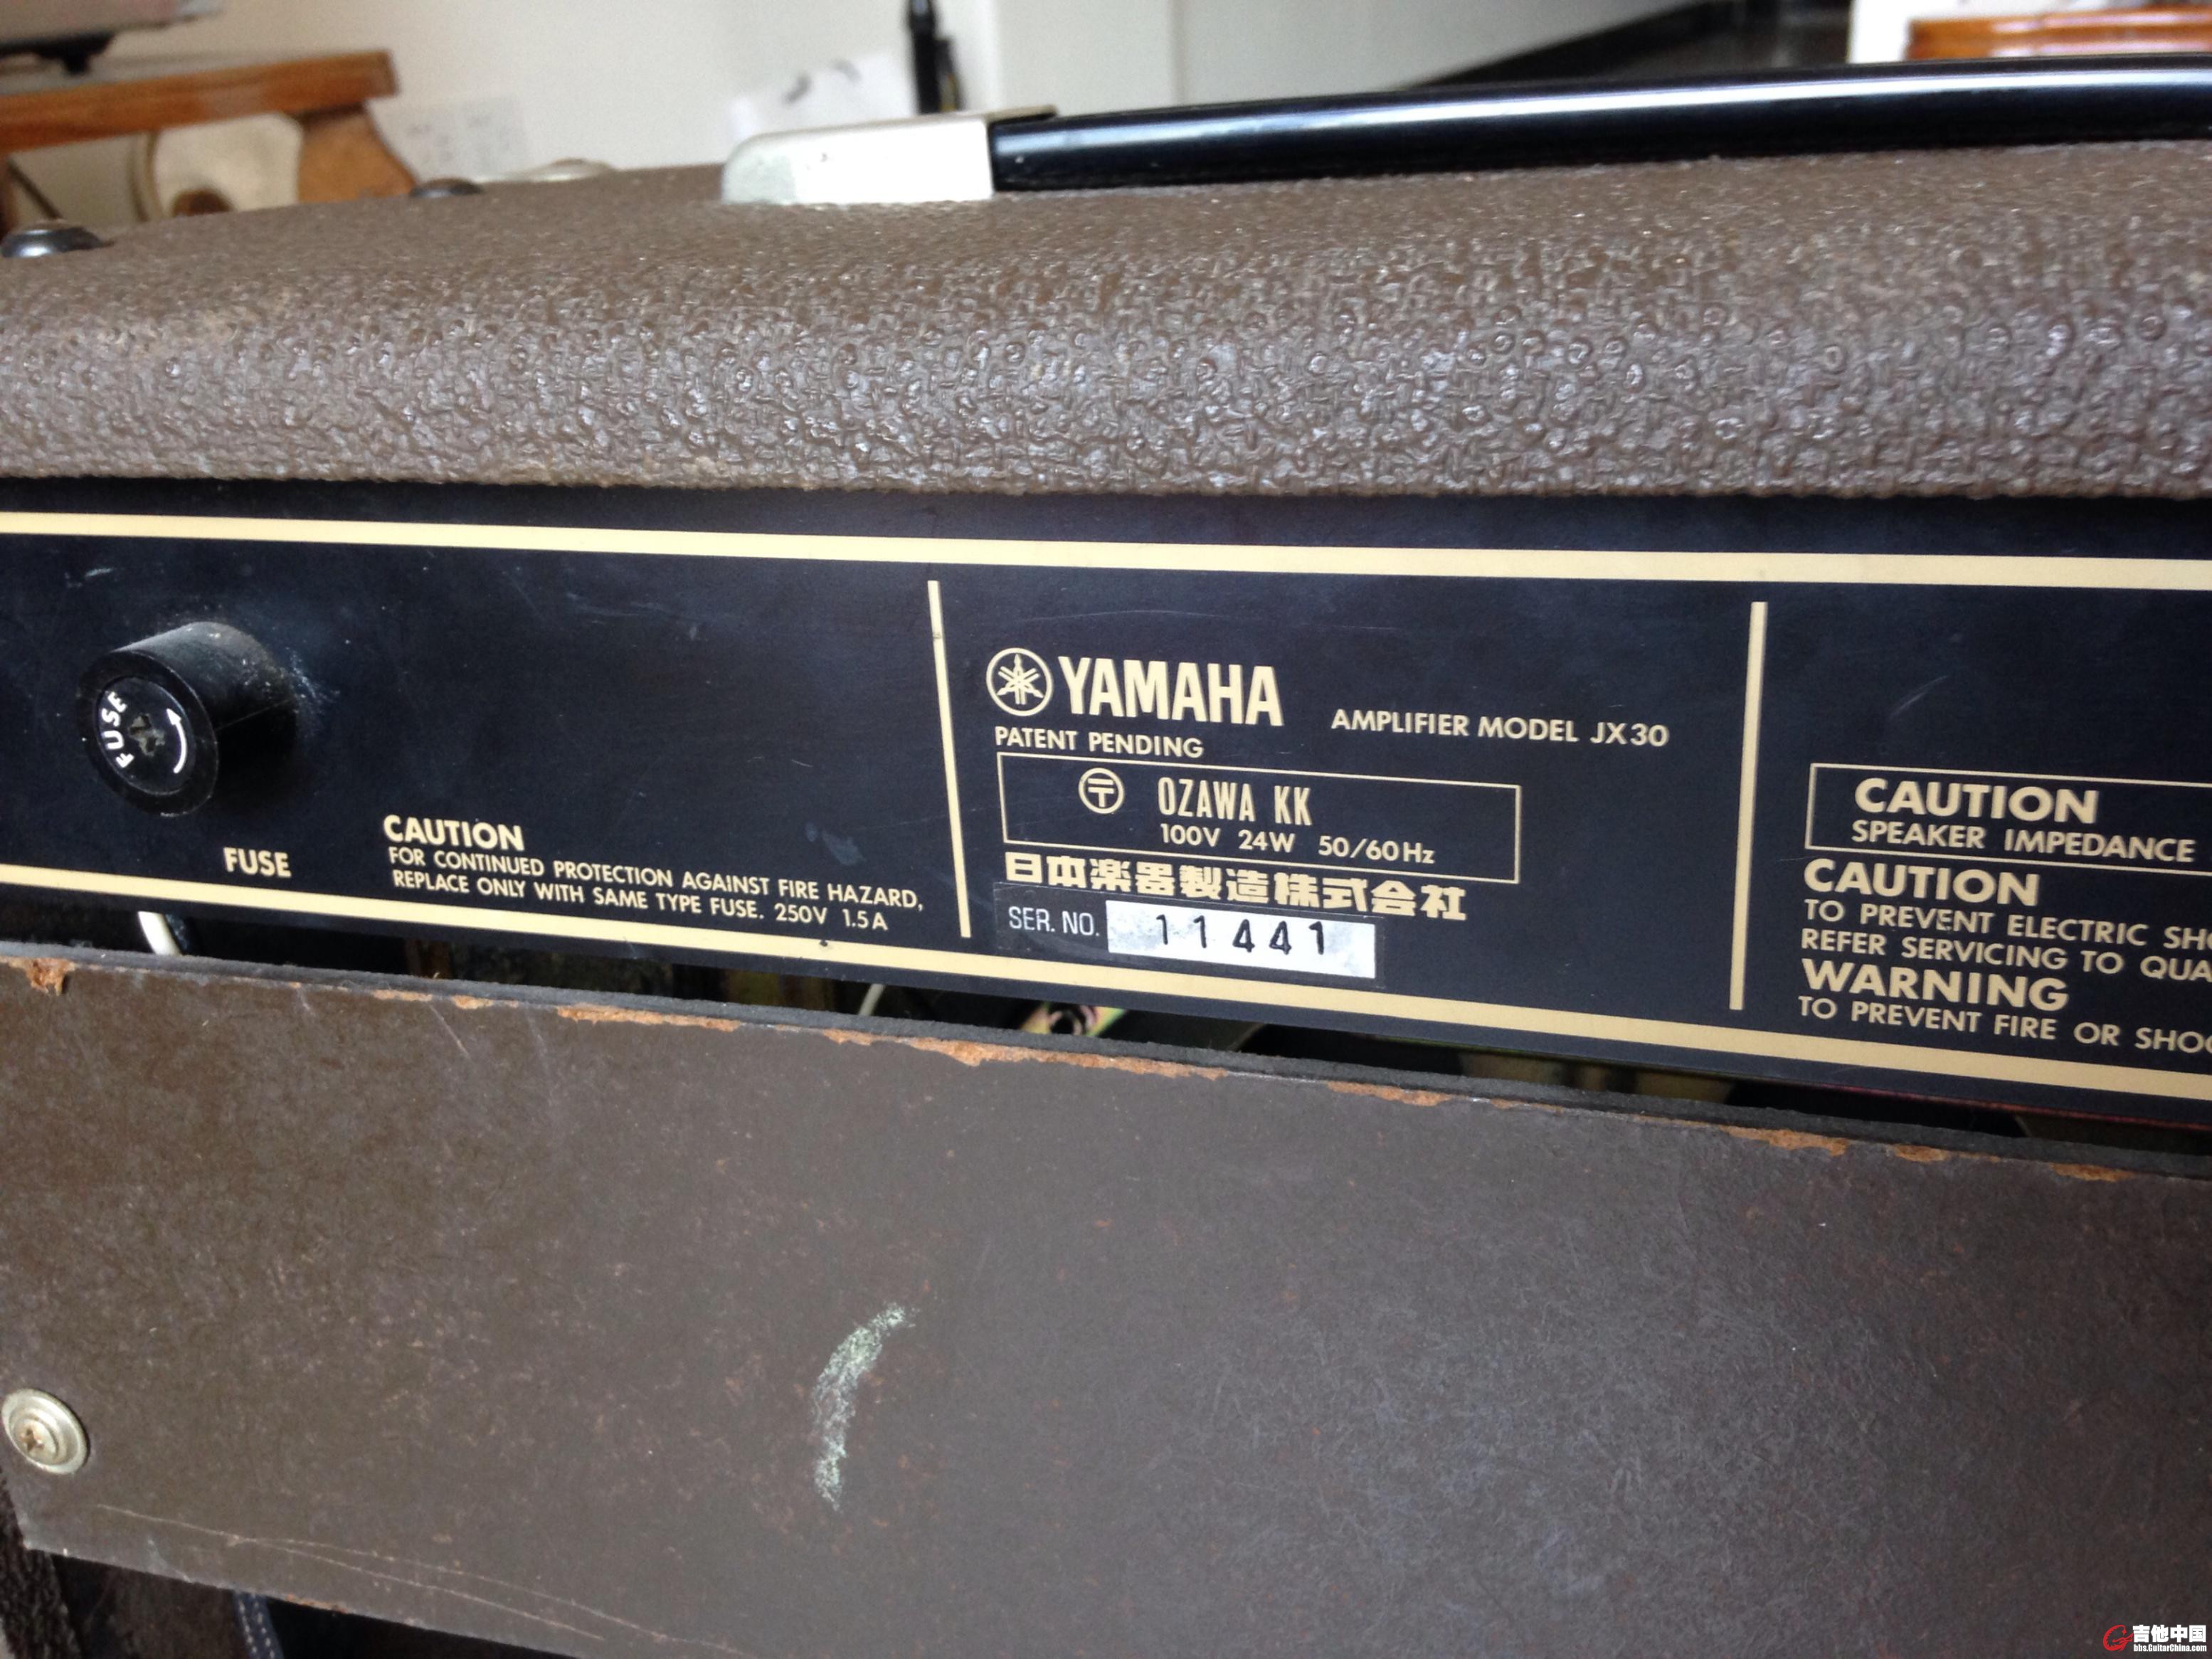 FUSE
FUSE
CAUTION
FOR CONTINUED PROTECTION AGAINST FIRE HAZARD,
REPLACE ONLY WITH SAME TYPE FUSE. 250V 1.5A
YAMAHA AMPLIFIER MODEL JX30
PATENT PENDING
〒 OZAWA KK
100V 24W 50/60Hz
日本楽器製造株式会社
SER. NO. 11441
CAUTION
SPEAKER IMPEDANCE
CAUTION
TO PREVENT ELECTRIC
REFER SERVICING TO
WARNING
TO PREVENT FIRE OR
吉他中国
bbs.GuitarChina.com